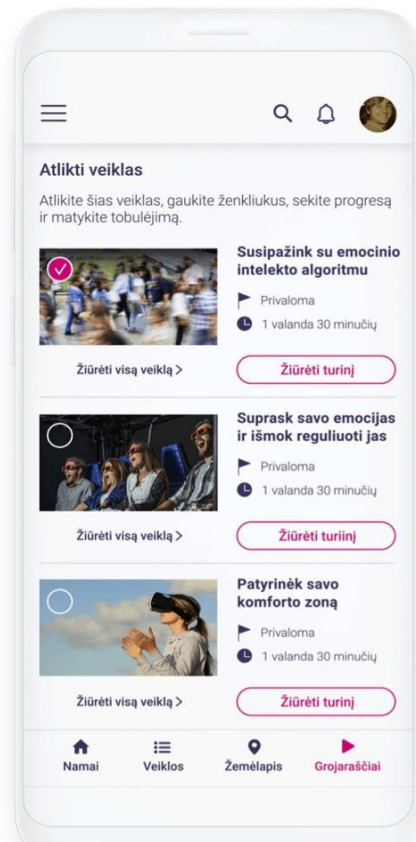 Atlikti veiklas
Atlikite šias veiklas, gaukite ženkliukus, sekite progresą
ir matykite tobulėjimą.
Susipažink su emocinio
intelekto algoritmu
Privaloma
1 valanda 30 minučių
Žiūrėti visą veiklą >
Žiūrėti turinį
Suprask savo emocijas
ir išmok reguliuoti jas
Privaloma
1 valanda 30 minučių
Žiūrėti visą veiklą >
Žiūrėti turiinį
Patyrinėk savo
komforto zoną
Privaloma
1 valanda 30 minučių
Žiūrėti visą veiklą >
Žiūrėti turinį
Namai
Veiklos
Žemėlapis
Grojaraščiai